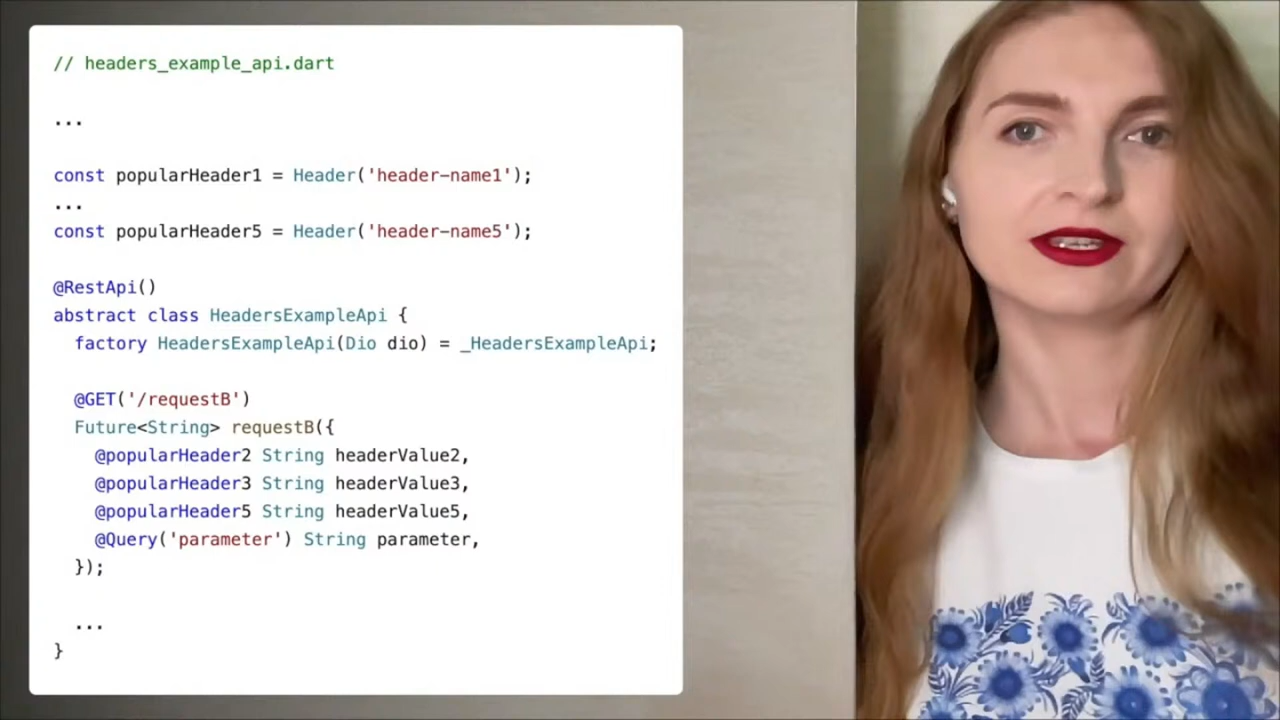 // headers_example_api.dart
...
const popularHeader1 = Header('header-name1');
...
const popularHeader5 = Header('header-name5');
@RestApi()
abstract class HeadersExampleApi {
factory HeadersExampleApi(Dio dio) = _HeadersExampleApi;
@GET('/requestB')
Future<String> requestB({
@popularHeader2 String headerValue2,
@popularHeader3 String headerValue3,
@popularHeader5 String headerValue5,
@Query('parameter') String parameter,
});
...
}